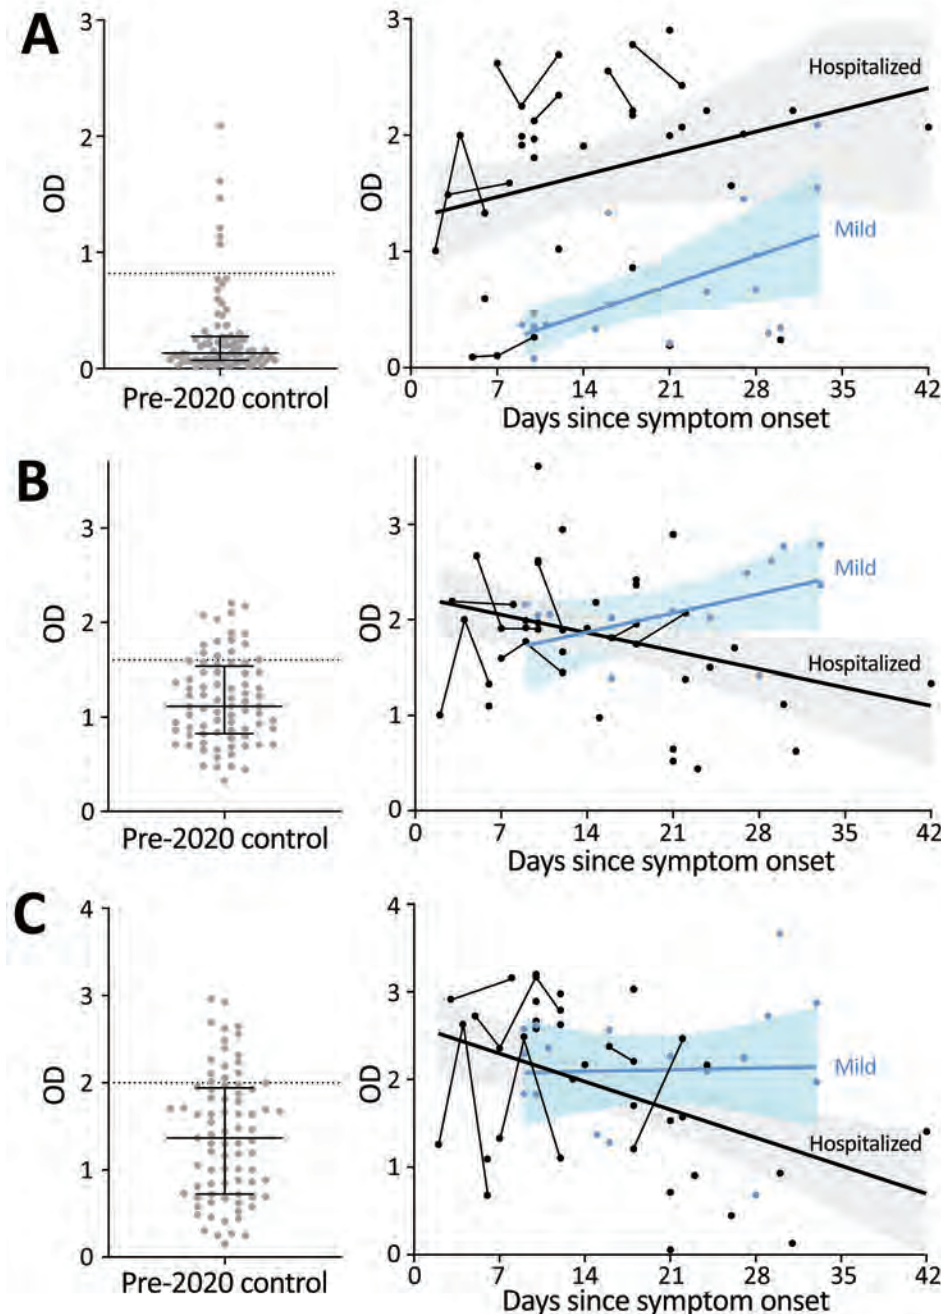 A
3
2
1
0
OD
Pre-2020 control
3
2
1
0
OD
Hospitalized
Mild
0 7 14 21 28 35 42
Days since symptom onset
B
3
2
1
0
OD
Pre-2020 control
3
2
1
0
OD
Mild
Hospitalized
0 7 14 21 28 35 42
Days since symptom onset
C
4
3
2
1
0
OD
Pre-2020 control
4
3
2
1
0
OD
Mild
Hospitalized
0 7 14 21 28 35 42
Days since symptom onset